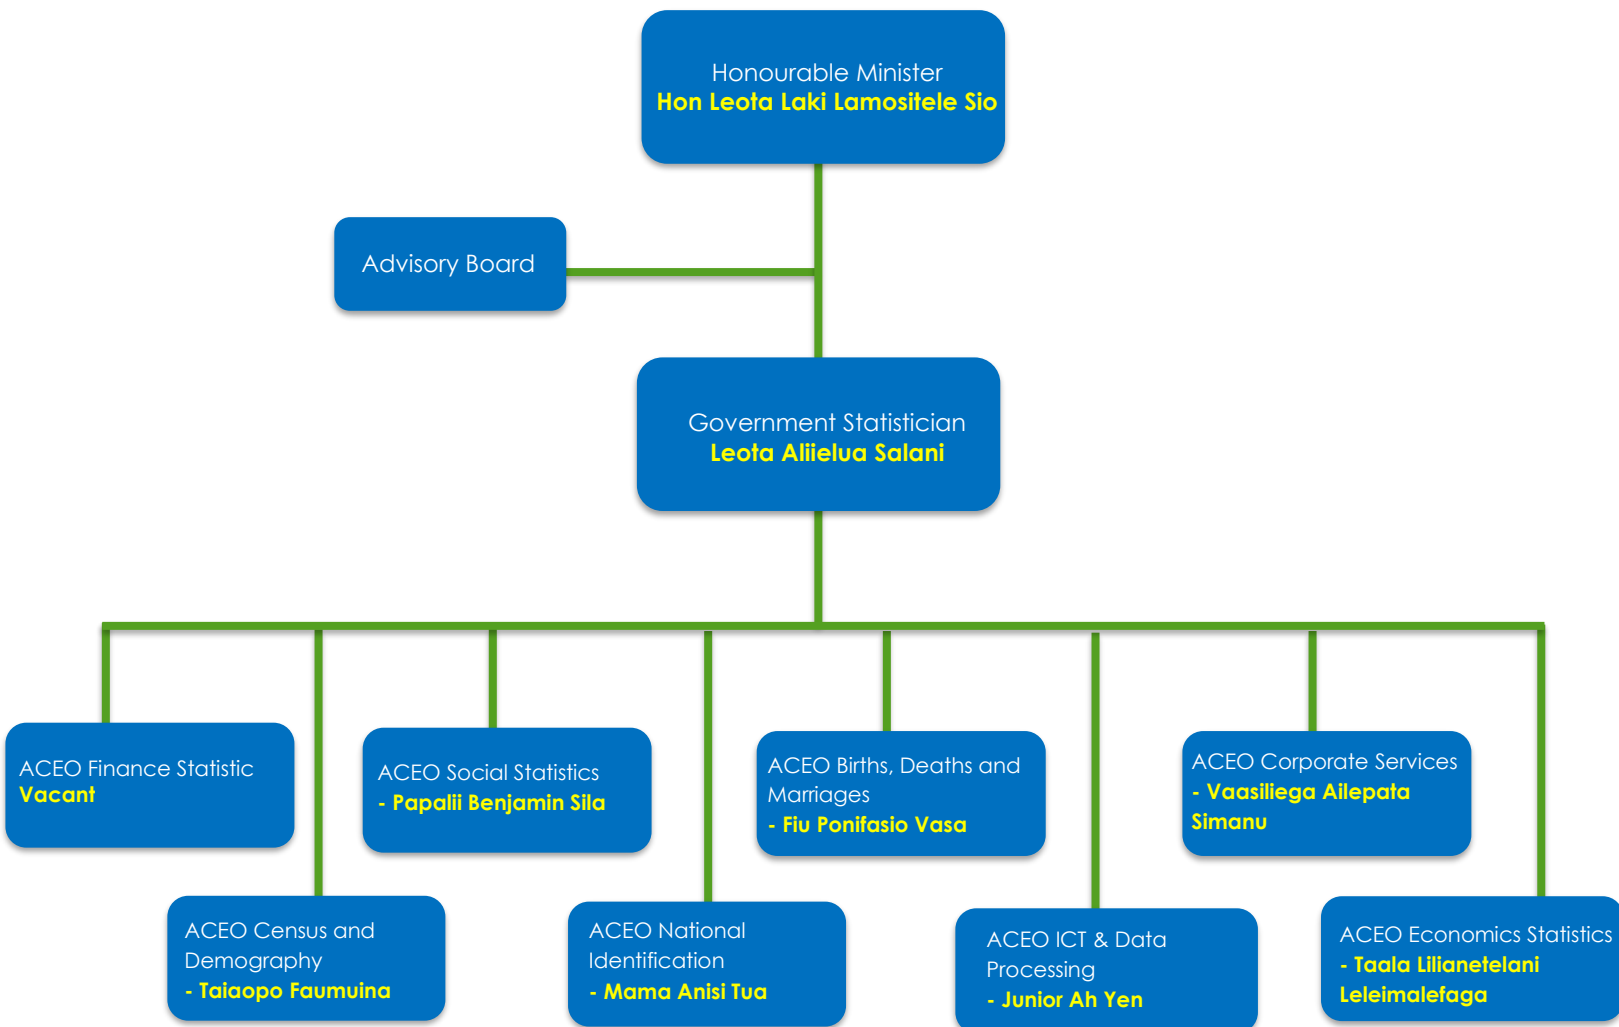 Honourable Minister
Hon Leota Laki Lamositele Sio
Advisory Board
Government Statistician
Leota Aliielua Salani
ACEO Finance Statistic
Vacant
ACEO Social Statistics
- Papalii Benjamin Sila
ACEO Births, Deaths and
Marriages
- Fiu Ponifasio Vasa
ACEO Corporate Services
- Vaasiliega Ailepata
Simanu
ACEO Census and
Demography
- Taiaopo Faumuina
ACEO National
Identification
- Mama Anisi Tua
ACEO ICT & Data
Processing
- Junior Ah Yen
ACEO Economics Statistics
- Taala Lilianetelani
Leleimalefaga